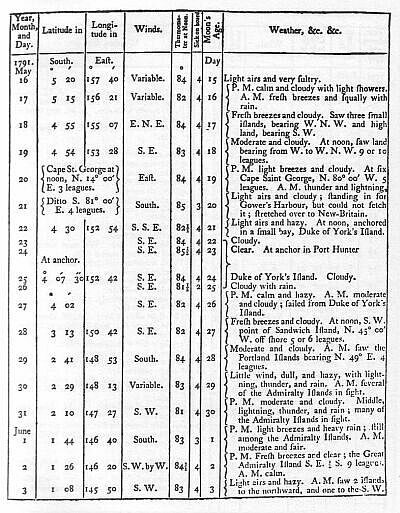 Year, Month, and Day. Latitude in Longitude in Winds. Thermometer at Noon. Sick on board Moon's Age. Weather, &c. &c.
1791. South. East. Day
May
16 5 20 157 40 Variable. 84 4 15 Light airs and very sultry.
P. M. calm and cloudy with light showers.
17 5 15 156 21 Variable. 82 4 16 A. M. fresh breezes and squally with
rain.
Fresh breezes and cloudy. Saw three small
18 4 55 155 07 E. N. E. 84 4 17 islands, bearing W. N. W. and high
land, bearing S. W.
Moderate and cloudy. At noon, saw land
19 4 54 153 28 S. E. 83 4 18 bearing from W. to W. N. W. 9 or 10
leagues.
Cape St. George at P. M. light breezes and cloudy. At six
20 noon, N. 14° 00' East. 84 4 19 Cape Saint George, N. 80° 00' W. 5
E. 3 leagues. leagues. A. M. thunder and lightning.
Light airs and cloudy; standing in for
21 Ditto S. 81° 00' South. 85 3 20 Gower's Harbour, but could not fetch
E. 4 leagues. it; stretched over to New-Britain.
22 4 30 152 54 S. S. E. 82½ 4 21 Light airs and hazy. At noon, anchored
in a small bay, Duke of York's Island.
23 S. E. 84 4 22 Cloudy.
24 S. E. 85½ 4 23 Clear. At anchor in Port Hunter
At anchor.
25 4 07 30 152 42 S. E. 84 4 24 Duke of York's Island. Cloudy.
26 S. E. 81½ 2 25 Cloudy with rain.
P. M. calm and hazy. A. M. moderate
27 4 02 S. E. 82 4 26 and cloudy; sailed from Duke of York's
Island.
Fresh breezes and cloudy. At noon, S. W.
28 3 13 150 42 S. E. 82 4 27 point of Sandwich Island, N. 45° 00'
W. off shore 5 or 6 leagues.
Moderate and cloudy. A. M. saw the
29 2 41 148 53 South. 84 4 28 Portland Islands bearing N. 49° E. 4
leagues.
Little wind, dull, and hazy, with light-
30 2 29 148 13 Variable. 83 4 29 ning, thunder, and rain. A. M. several
of the Admiralty Islands in sight.
P. M. moderate and cloudy. Middle,
31 2 10 147 27 S. W. 81 4 30 lightning, thunder, and rain; many of
the Admiralty Islands in sight.
June P. M. light breezes and heavy rain; still
1 1 44 146 40 South. 83 3 1 among the Admiralty Islands. A. M.
moderate and fair.
P. M. Fresh breezes and clear; the Great
2 1 26 146 20 S.W. by W. 84½ 4 2 Admiralty Island S. E. ½ S. 9 leagues.
A. M. calm.
3 1 08 145 50 S. W. 83 4 3 Light airs and hazy. A. M. saw 2 islands
to the northward, and one to the S. W.